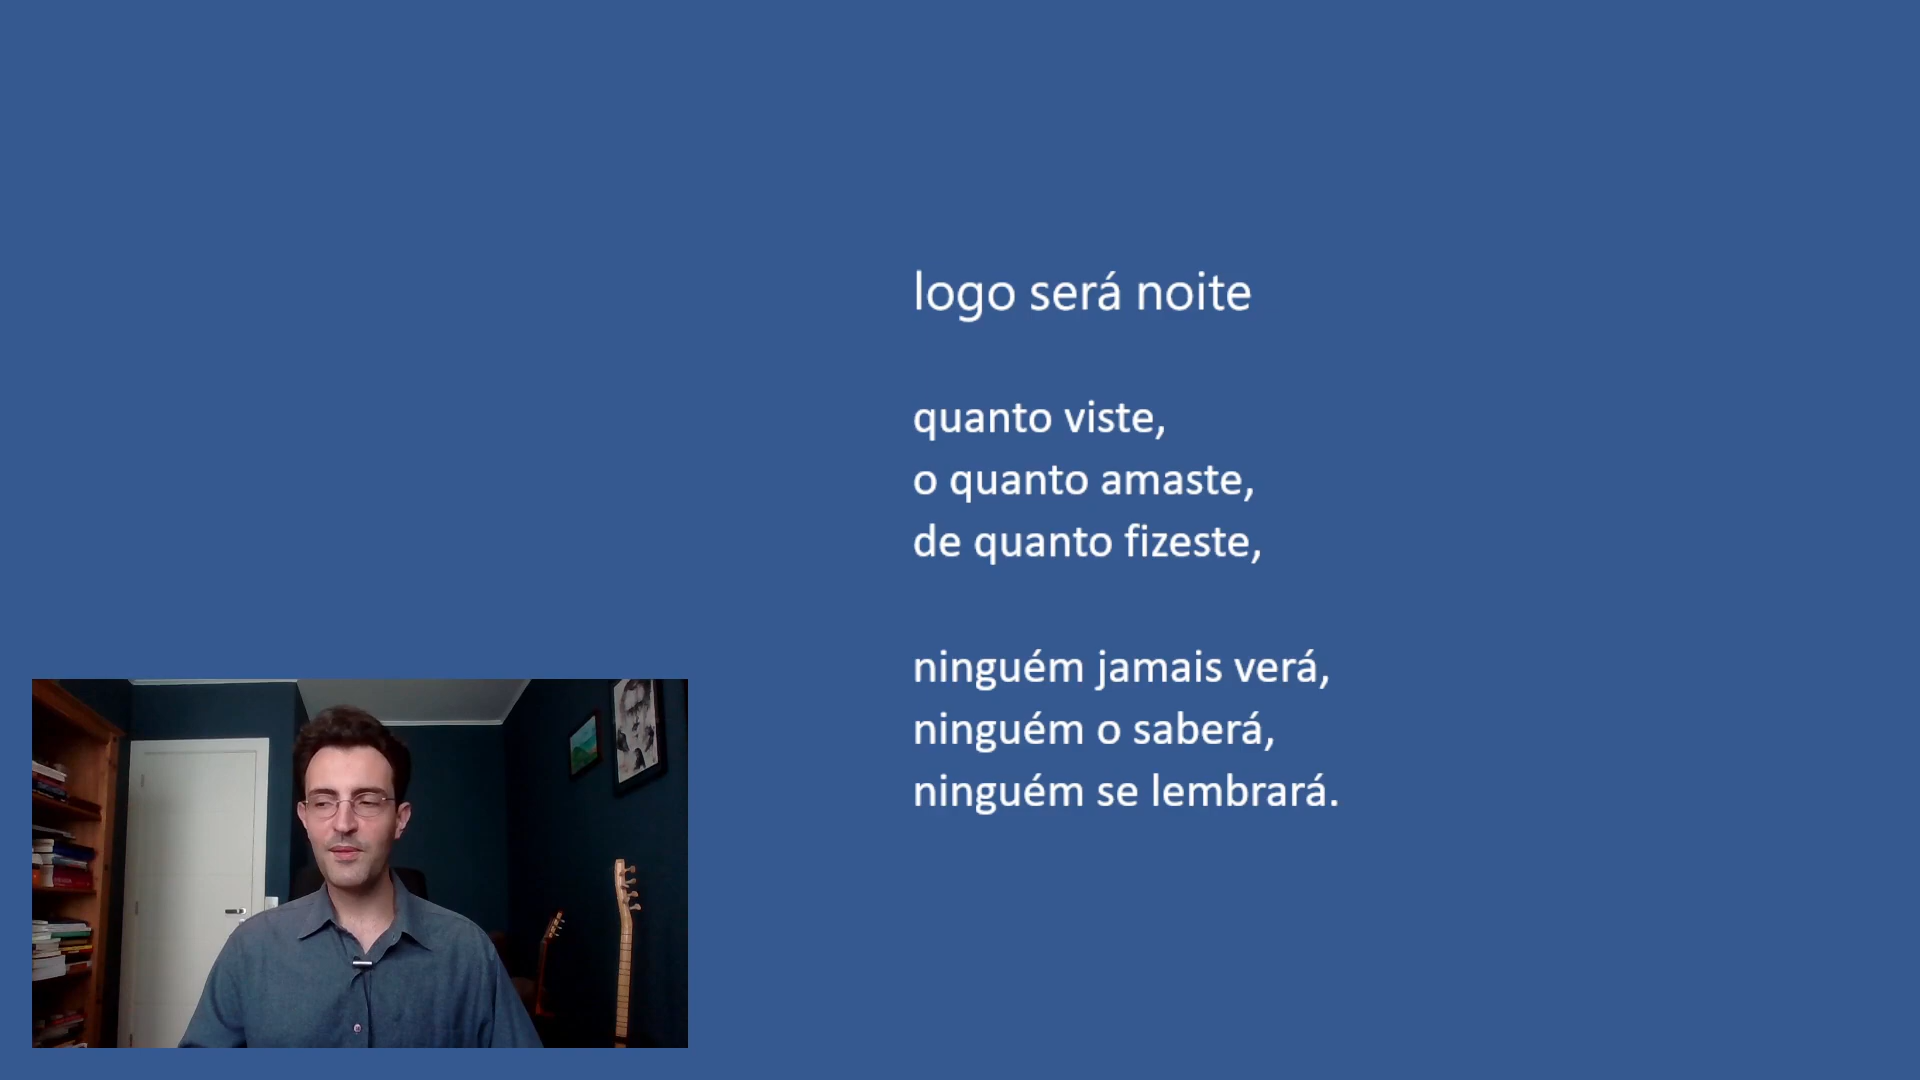 logo será noite
quanto viste,
o quanto amaste,
de quanto fizeste,
ninguém jamais verá,
ninguém o saberá,
ninguém se lembrará.